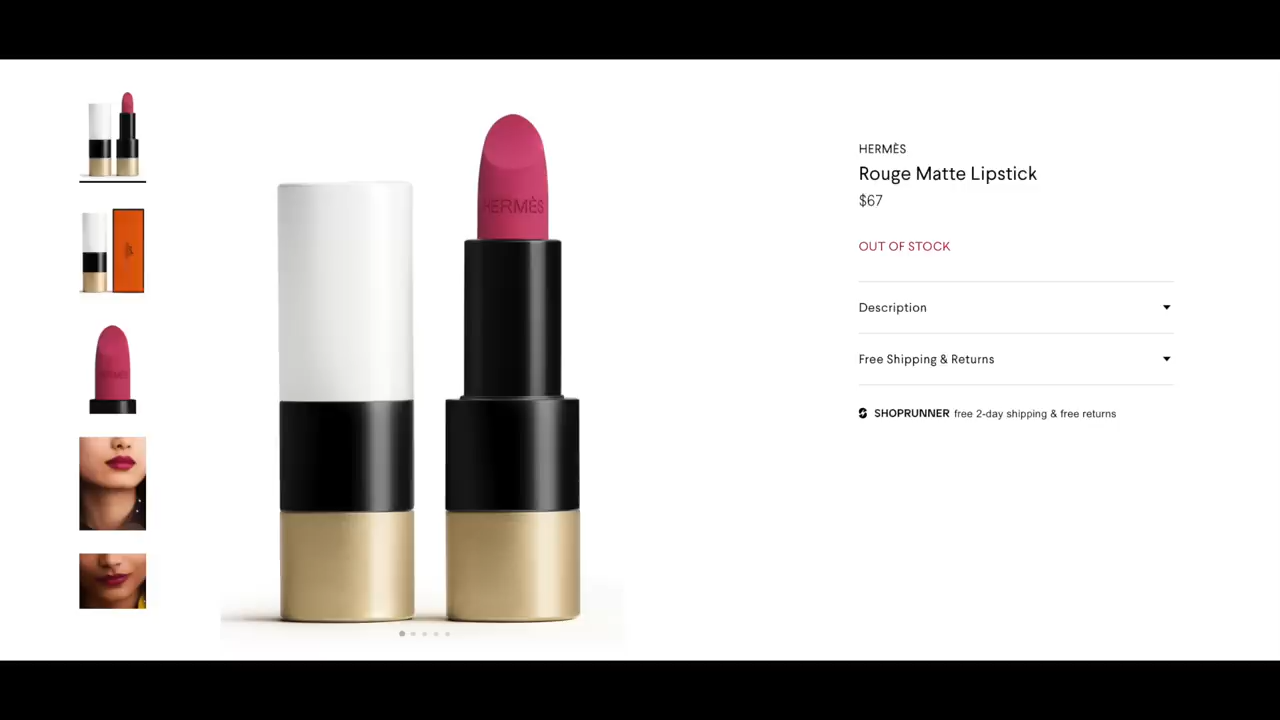 HERMÈS
HERMÈS
Rouge Matte Lipstick
$67
OUT OF STOCK
Description
Free Shipping & Returns
SHOPRUNNER free 2-day shipping & free returns